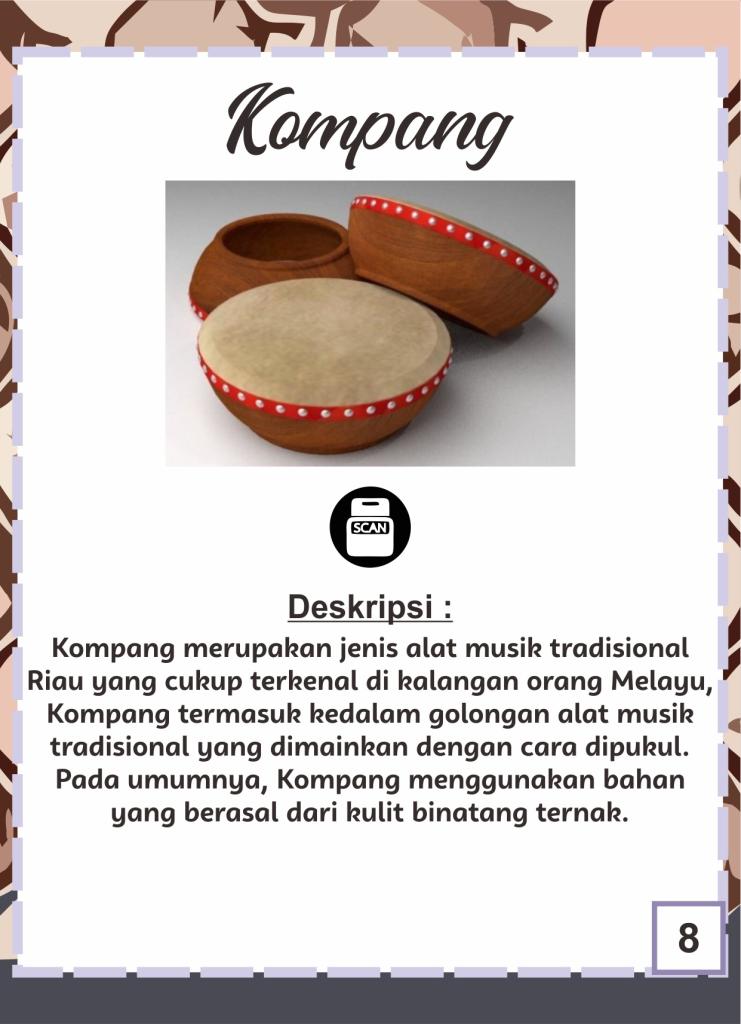 Kompang
SCAN
Deskripsi :
Kompang merupakan jenis alat musik tradisional
Riau yang cukup terkenal di kalangan orang Melayu,
Kompang termasuk kedalam golongan alat musik
tradisional yang dimainkan dengan cara dipukul.
Pada umumnya, Kompang menggunakan bahan
yang berasal dari kulit binatang ternak.
8